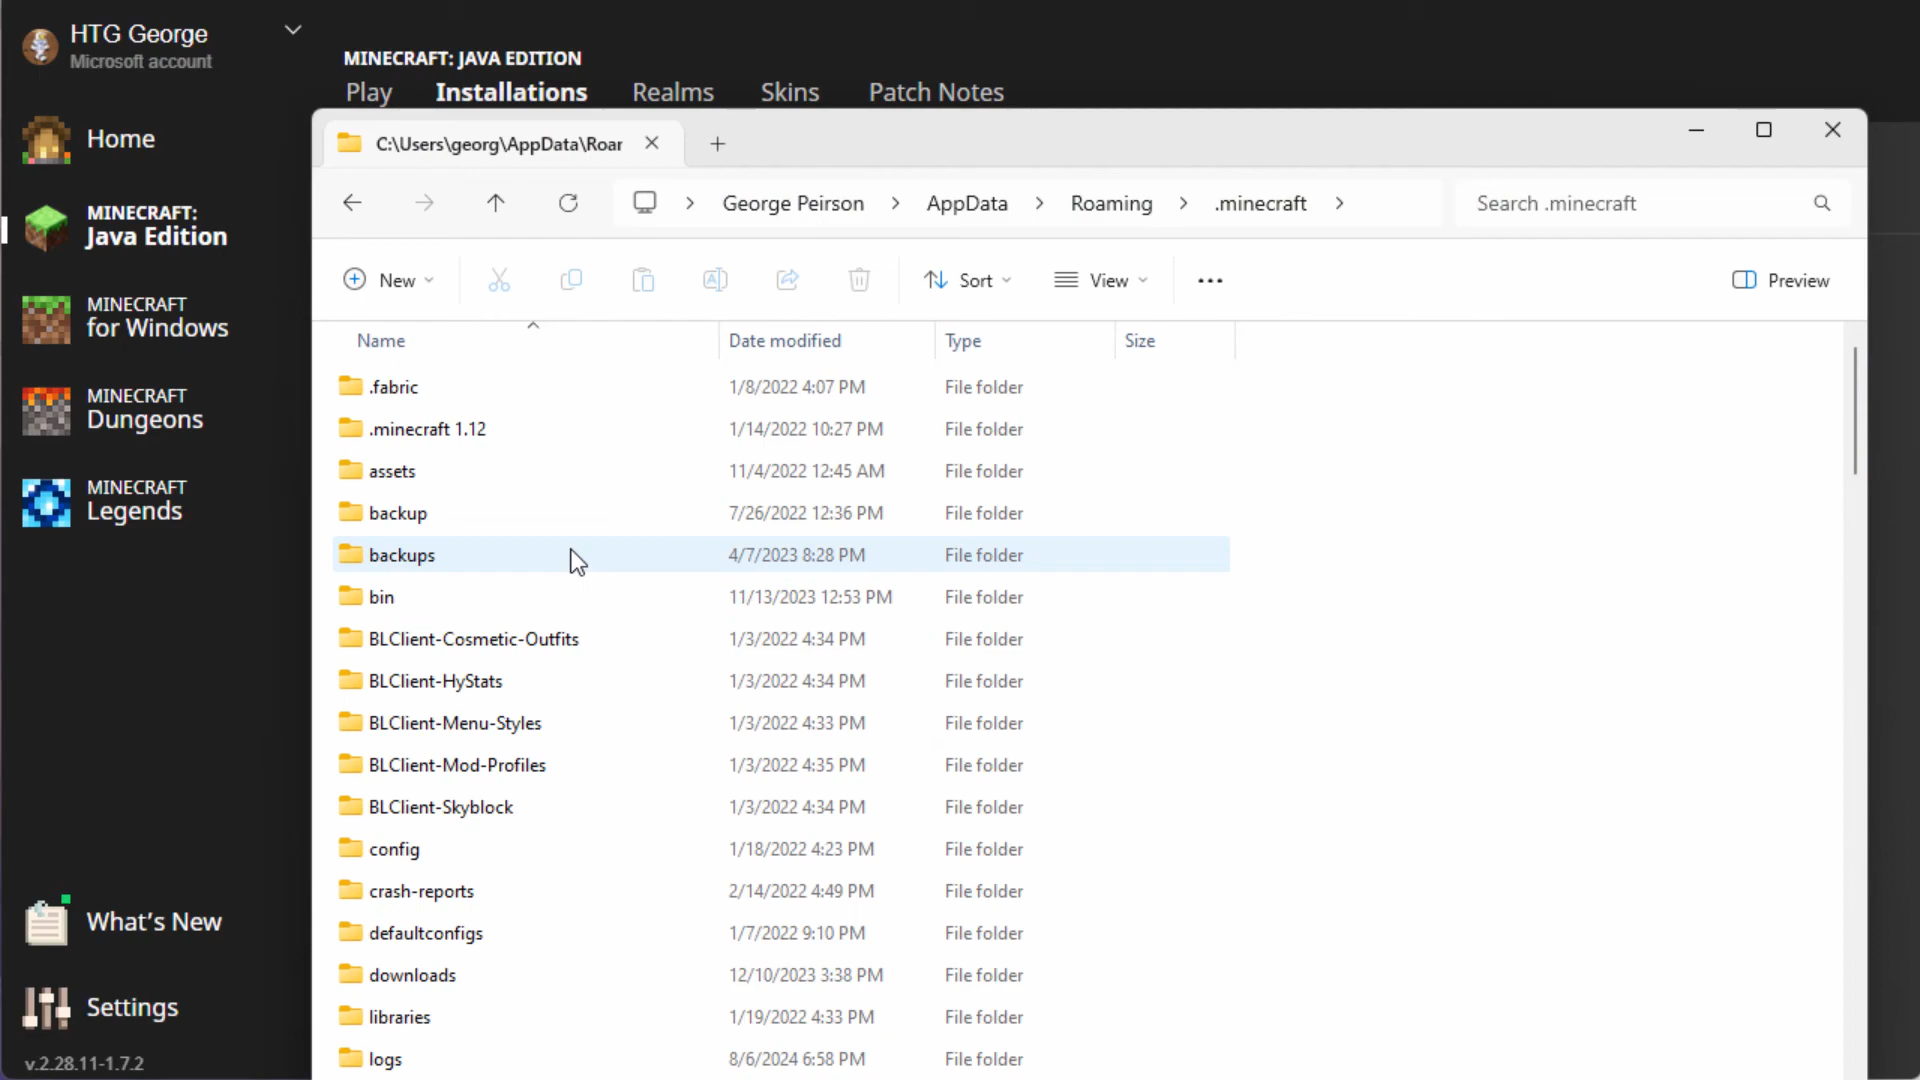 HTG George
Microsoft account
Home
MINECRAFT:
Java Edition
MINECRAFT
for Windows
MINECRAFT
Dungeons
MINECRAFT
Legends
What's New
Settings
v.2.28.11-1.7.2
MINECRAFT: JAVA EDITION
Play Installations Realms Skins Patch Notes
C:\Users\georg\AppData\Roar
George Peirson > AppData > Roaming > .minecraft >
Search .minecraft
New Sort View ... Preview
Name Date modified Type Size
.fabric 1/8/2022 4:07 PM File folder
.minecraft 1.12 1/14/2022 10:27 PM File folder
assets 11/4/2022 12:45 AM File folder
backup 7/26/2022 12:36 PM File folder
backups 4/7/2023 8:28 PM File folder
bin 11/13/2023 12:53 PM File folder
BLClient-Cosmetic-Outfits 1/3/2022 4:34 PM File folder
BLClient-HyStats 1/3/2022 4:34 PM File folder
BLClient-Menu-Styles 1/3/2022 4:33 PM File folder
BLClient-Mod-Profiles 1/3/2022 4:35 PM File folder
BLClient-Skyblock 1/3/2022 4:34 PM File folder
config 1/18/2022 4:23 PM File folder
crash-reports 2/14/2022 4:49 PM File folder
defaultconfigs 1/7/2022 9:10 PM File folder
downloads 12/10/2023 3:38 PM File folder
libraries 1/19/2022 4:33 PM File folder
logs 8/6/2024 6:58 PM File folder